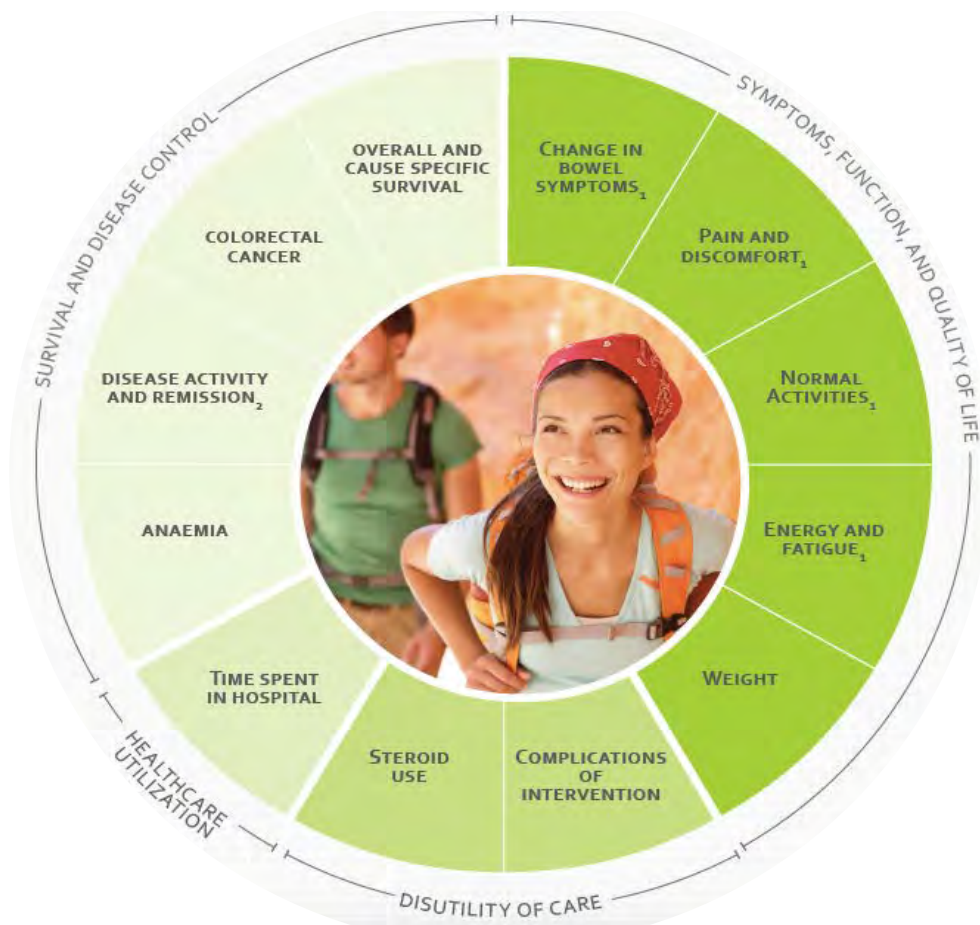 SYMPTOMS, FUNCTION, AND QUALITY OF LIFE
CHANGE IN
BOWEL
SYMPTOMS₁
PAIN AND
DISCOMFORT₁
NORMAL
ACTIVITIES₁
ENERGY AND
FATIGUE₁
WEIGHT
DISUTILITY OF CARE
COMPLICATIONS
OF
INTERVENTION
STEROID
USE
HEALTHCARE
UTILIZATION
TIME SPENT
IN HOSPITAL
SURVIVAL AND DISEASE CONTROL
ANAEMIA
DISEASE ACTIVITY
AND REMISSION₂
COLORECTAL
CANCER
OVERALL AND
CAUSE SPECIFIC
SURVIVAL